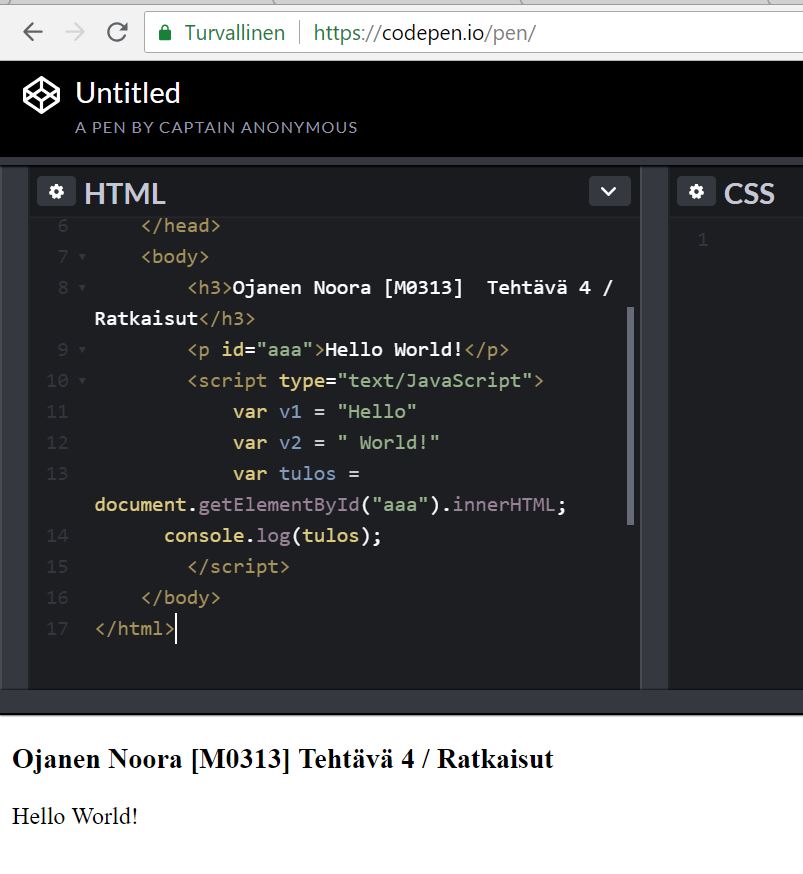 Turvallinen https://codepen.io/pen/
Untitled
A PEN BY CAPTAIN ANONYMOUS
HTML
CSS
6 </head>
7 <body>
8 <h3>Ojanen Noora [M0313]  Tehtävä 4 /
Ratkaisut</h3>
9 <p id="aaa">Hello World!</p>
10 <script type="text/JavaScript">
11 var v1 = "Hello"
12 var v2 = " World!"
13 var tulos =
document.getElementById("aaa").innerHTML;
14 console.log(tulos);
15 </script>
16 </body>
17 </html>
1
Ojanen Noora [M0313] Tehtävä 4 / Ratkaisut
Hello World!